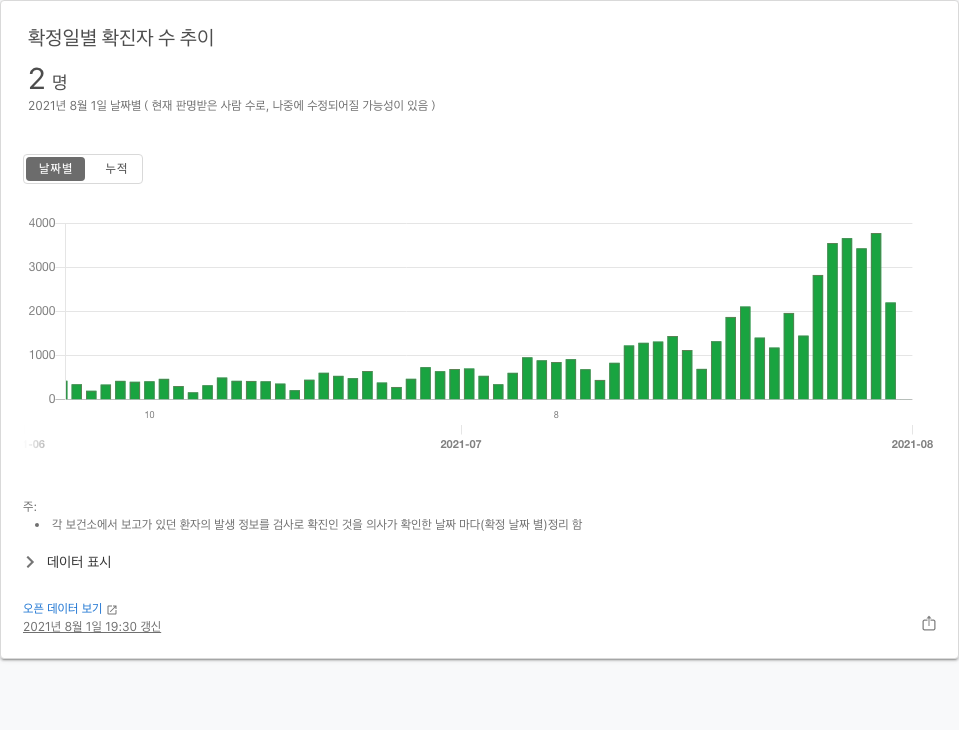 확정일별 확진자 수 추이
2 명
2021년 8월 1일 날짜별 ( 현재 판명받은 사람 수로, 나중에 수정되어질 가능성이 있음 )
날짜별 누적
4000
3000
2000
1000
0
10 8
-06 2021-07 2021-08
주:
• 각 보건소에서 보고가 있던 환자의 발생 정보를 검사로 확진인 것을 의사가 확인한 날짜 마다(확정 날짜 별)정리 함
데이터 표시
오픈 데이터 보기
2021년 8월 1일 19:30 갱신